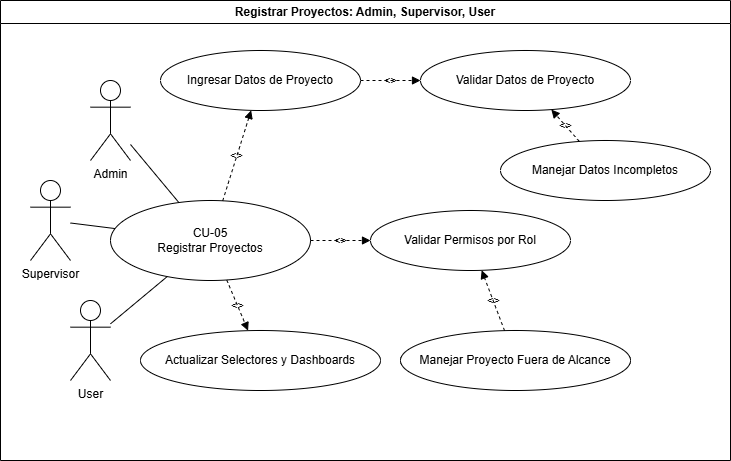 Registrar Proyectos: Admin, Supervisor, User
Ingresar Datos de Proyecto
Validar Datos de Proyecto
Admin
Manejar Datos Incompletos
Supervisor
CU-05
Registrar Proyectos
Validar Permisos por Rol
User
Actualizar Selectores y Dashboards
Manejar Proyecto Fuera de Alcance